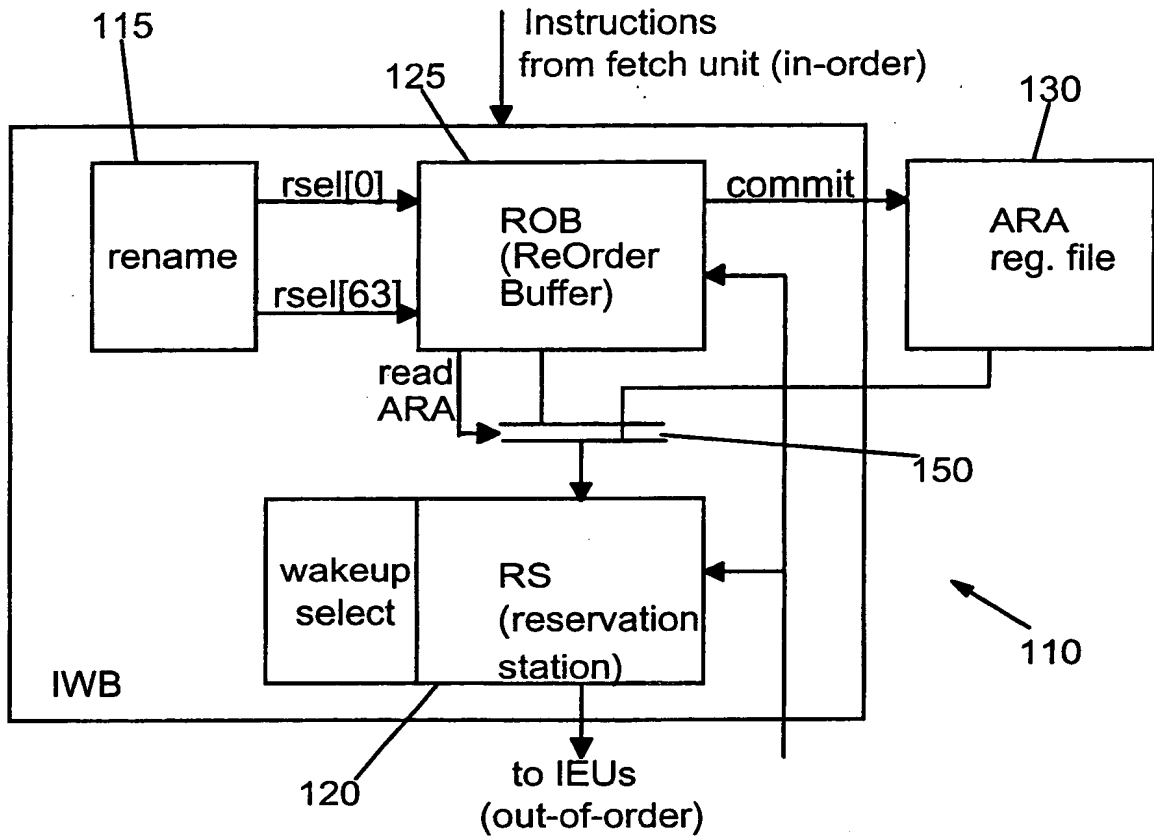 115
Instructions
from fetch unit (in-order)
125
130
rsel[0]
commit
rename
ROB
(ReOrder
Buffer)
ARA
reg. file
rsel[63]
read
ARA
150
wakeup
select
RS
(reservation
station)
110
IWB
120
to IEUs
(out-of-order)